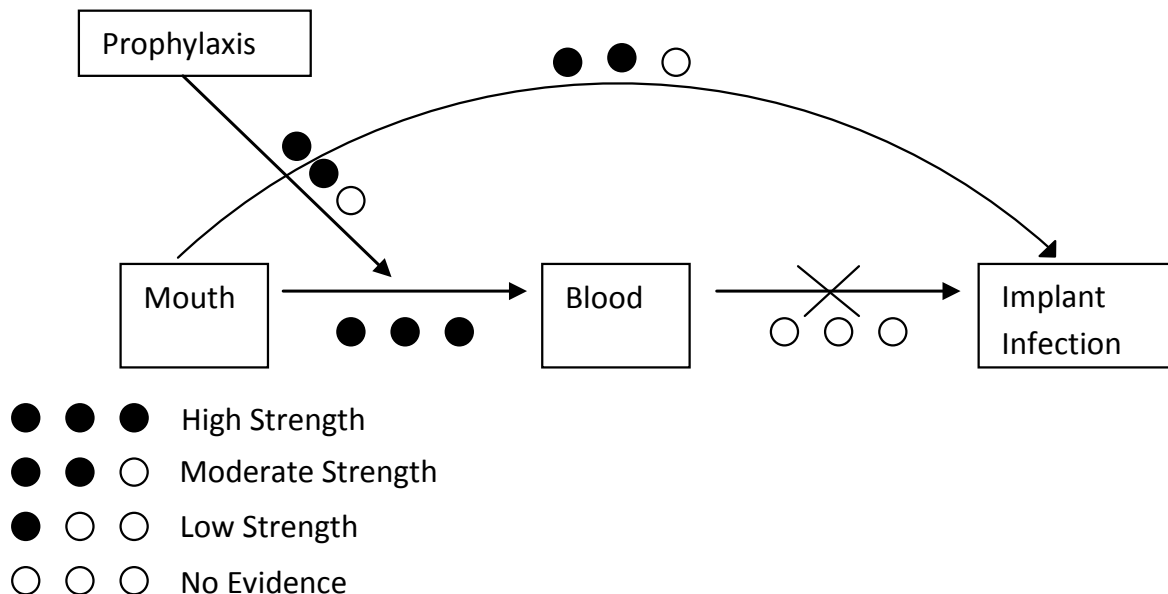 Prophylaxis
Mouth
Blood
Implant
Infection
High Strength
Moderate Strength
Low Strength
No Evidence